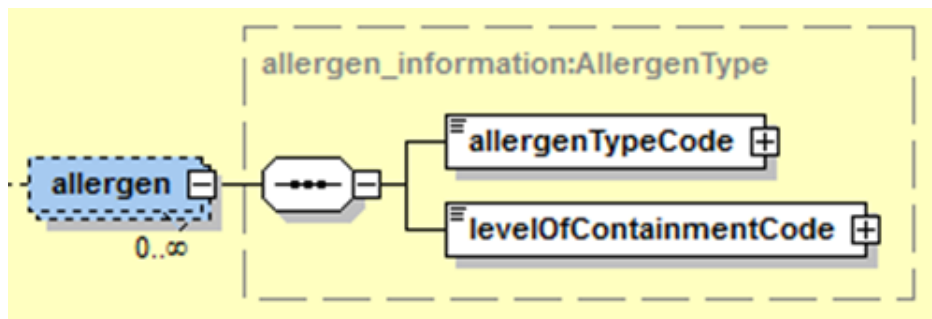 allergen_information:AllergenType
allergenTypeCode
allergen
levelOfContainmentCode
0..∞